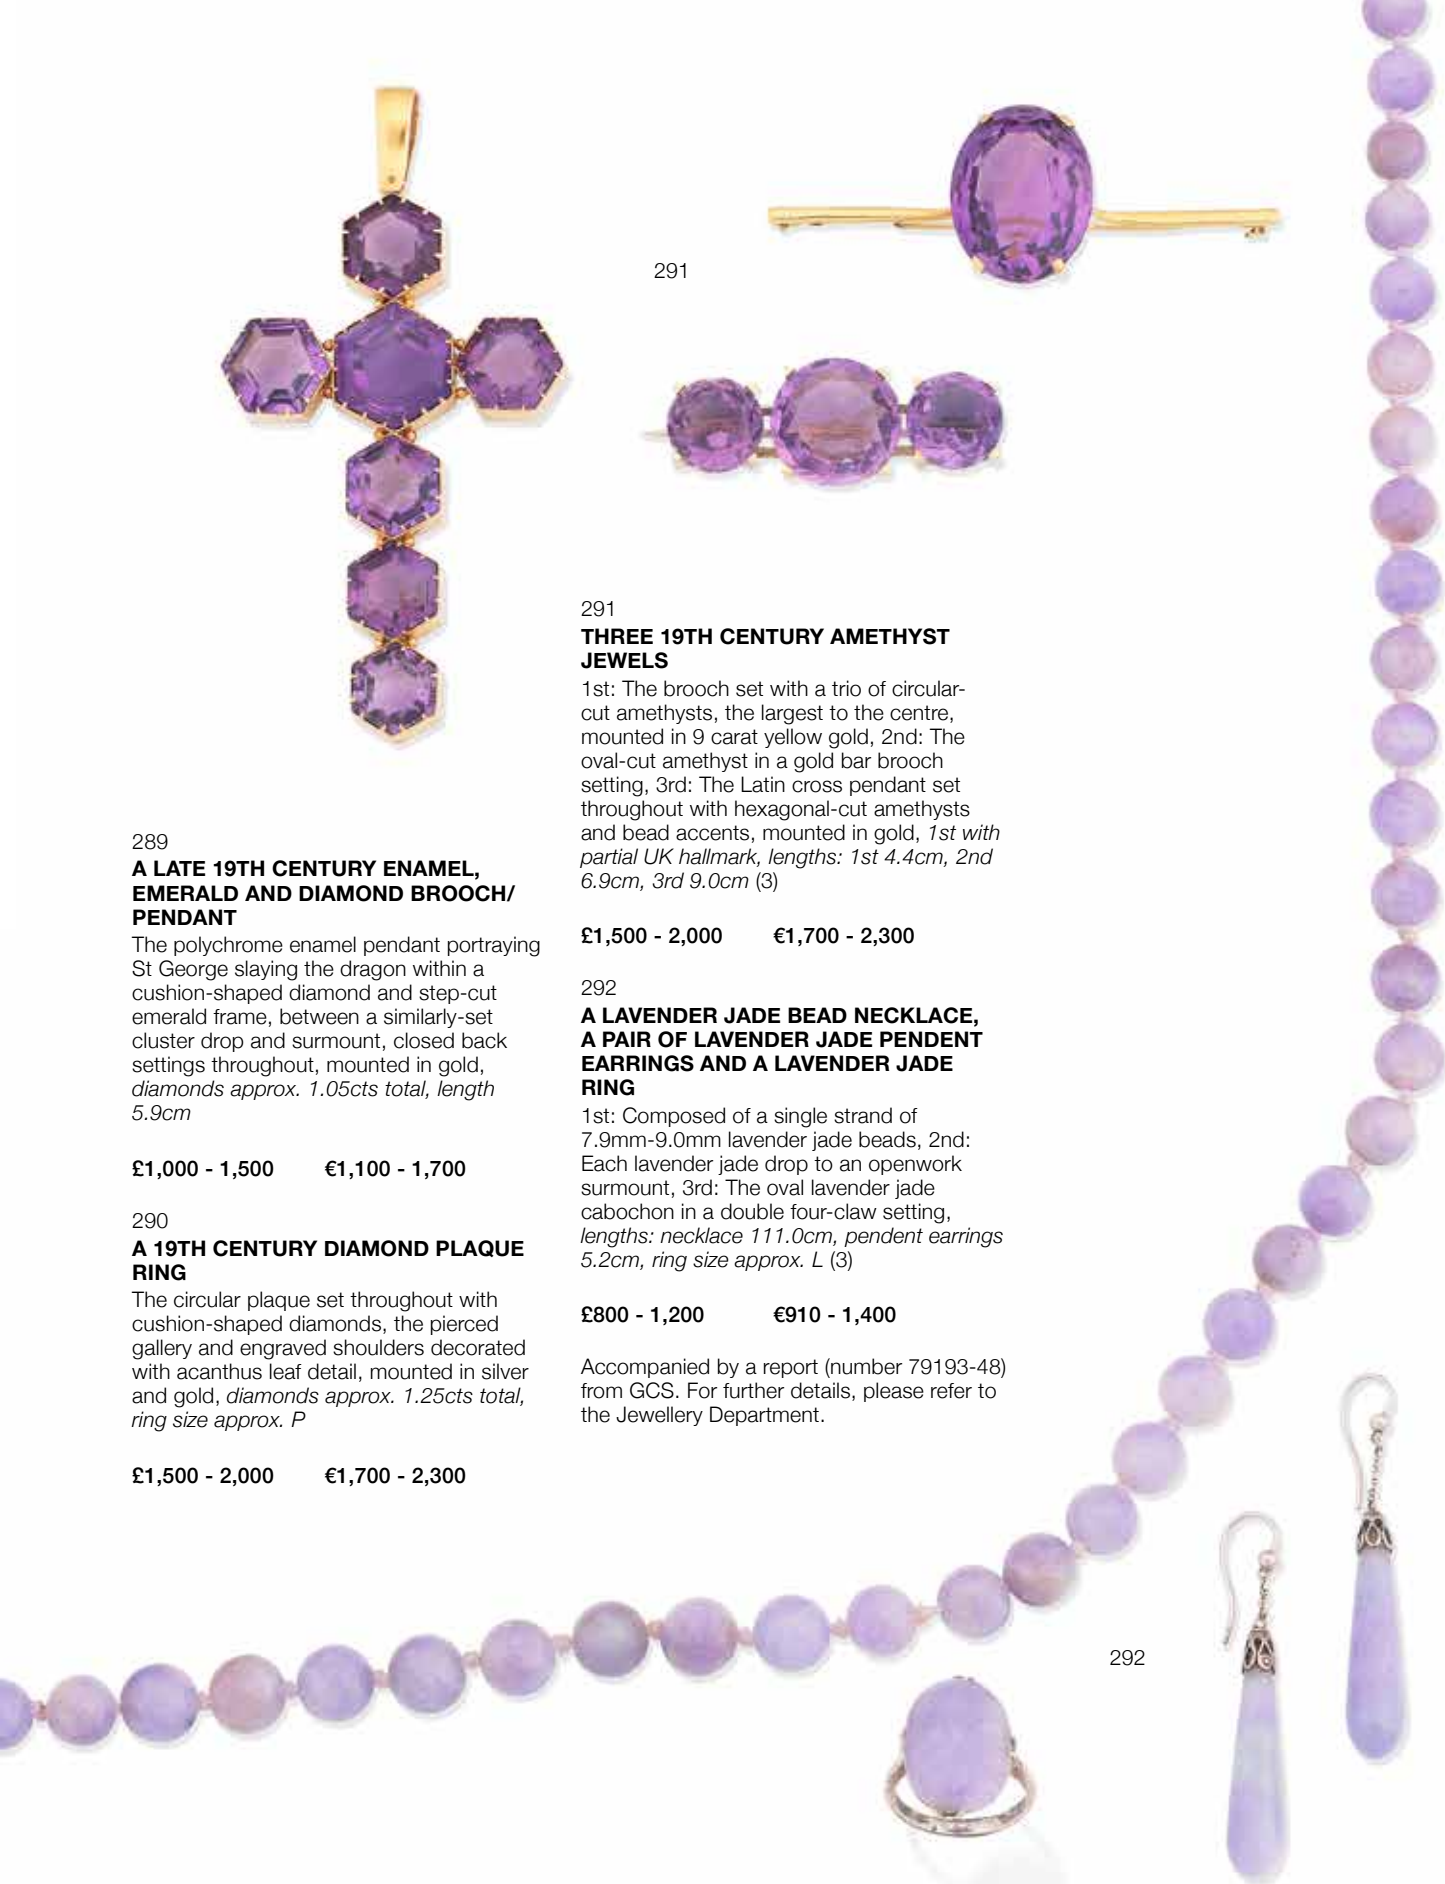 291
289
A LATE 19TH CENTURY ENAMEL,
EMERALD AND DIAMOND BROOCH/
PENDANT
The polychrome enamel pendant portraying
St George slaying the dragon within a
cushion-shaped diamond and step-cut
emerald frame, between a similarly-set
cluster drop and surmount, closed back
settings throughout, mounted in gold,
diamonds approx. 1.05cts total, length
5.9cm
£1,000 - 1,500 €1,100 - 1,700
290
A 19TH CENTURY DIAMOND PLAQUE
RING
The circular plaque set throughout with
cushion-shaped diamonds, the pierced
gallery and engraved shoulders decorated
with acanthus leaf detail, mounted in silver
and gold, diamonds approx. 1.25cts total,
ring size approx. P
£1,500 - 2,000 €1,700 - 2,300
291
THREE 19TH CENTURY AMETHYST
JEWELS
1st: The brooch set with a trio of circular-
cut amethysts, the largest to the centre,
mounted in 9 carat yellow gold, 2nd: The
oval-cut amethyst in a gold bar brooch
setting, 3rd: The Latin cross pendant set
throughout with hexagonal-cut amethysts
and bead accents, mounted in gold, 1st with
partial UK hallmark, lengths: 1st 4.4cm, 2nd
6.9cm, 3rd 9.0cm (3)
£1,500 - 2,000 €1,700 - 2,300
292
A LAVENDER JADE BEAD NECKLACE,
A PAIR OF LAVENDER JADE PENDENT
EARRINGS AND A LAVENDER JADE
RING
1st: Composed of a single strand of
7.9mm-9.0mm lavender jade beads, 2nd:
Each lavender jade drop to an openwork
surmount, 3rd: The oval lavender jade
cabochon in a double four-claw setting,
lengths: necklace 111.0cm, pendent earrings
5.2cm, ring size approx. L (3)
£800 - 1,200 €910 - 1,400
Accompanied by a report (number 79193-48)
from GCS. For further details, please refer to
the Jewellery Department.
292